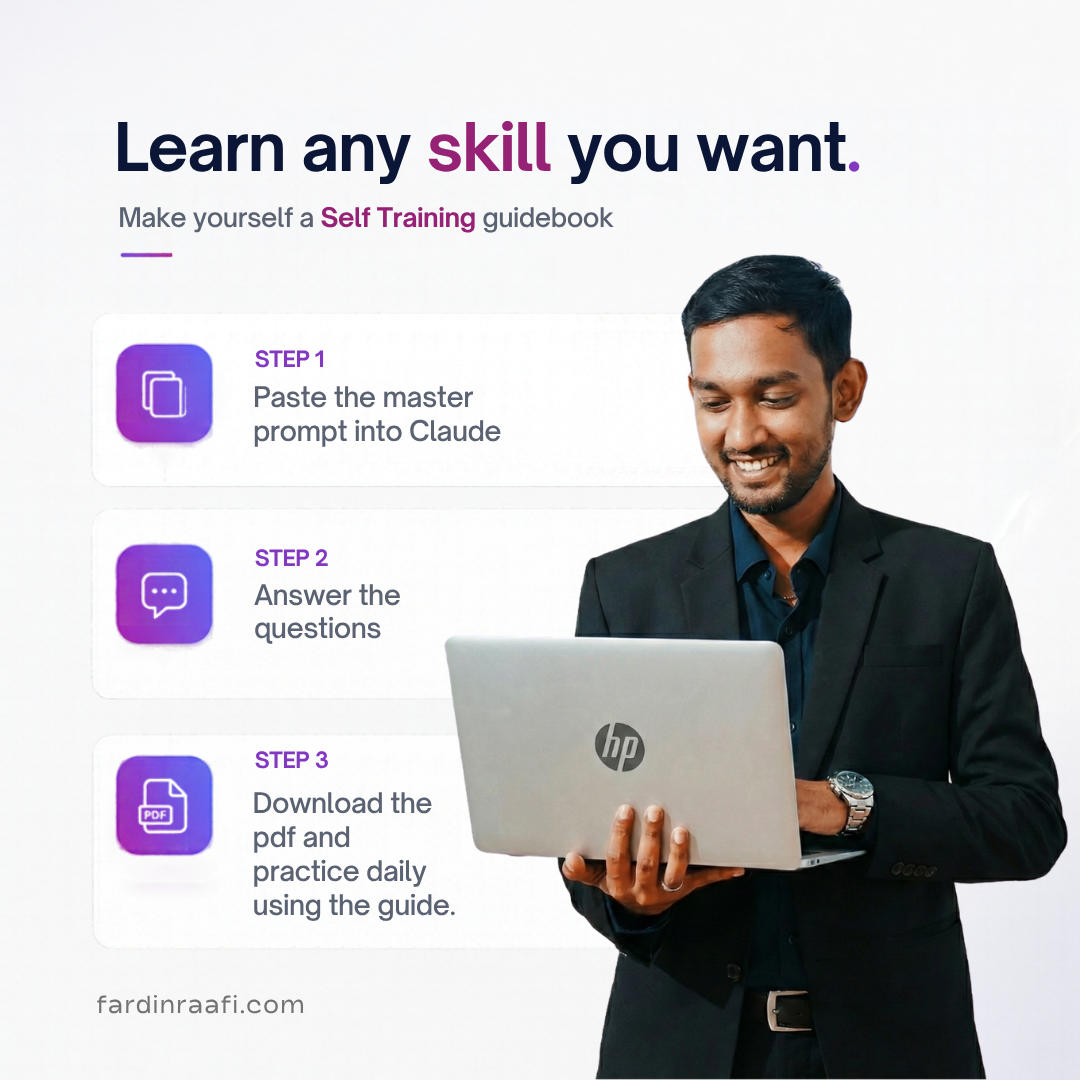 Learn any skill you want.
Make yourself a Self Training guidebook
STEP 1
Paste the master
prompt into Claude
STEP 2
Answer the
questions
STEP 3
PDF
Download the
pdf and
practice daily
using the guide.
hp
fardinraafi.com